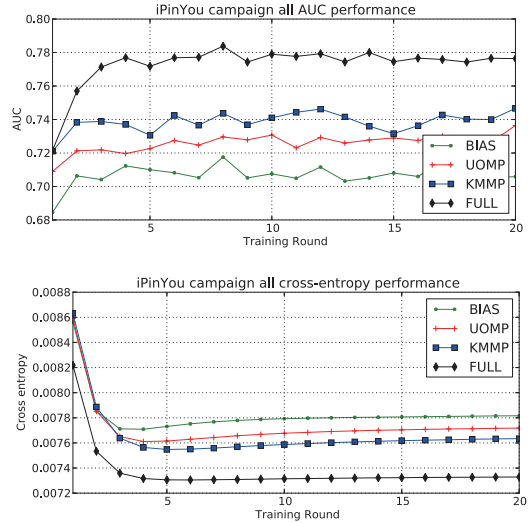 iPinYou campaign all AUC performance
0.80
0.78
0.76
0.74
0.72
0.70
0.68
AUC
BIAS
UOMP
KMMP
FULL
5
10
15
20
Training Round
iPinYou campaign all cross-entropy performance
0.0088
0.0086
0.0084
0.0082
0.0080
0.0078
0.0076
0.0074
0.0072
Cross entropy
BIAS
UOMP
KMMP
FULL
5
10
15
20
Training Round